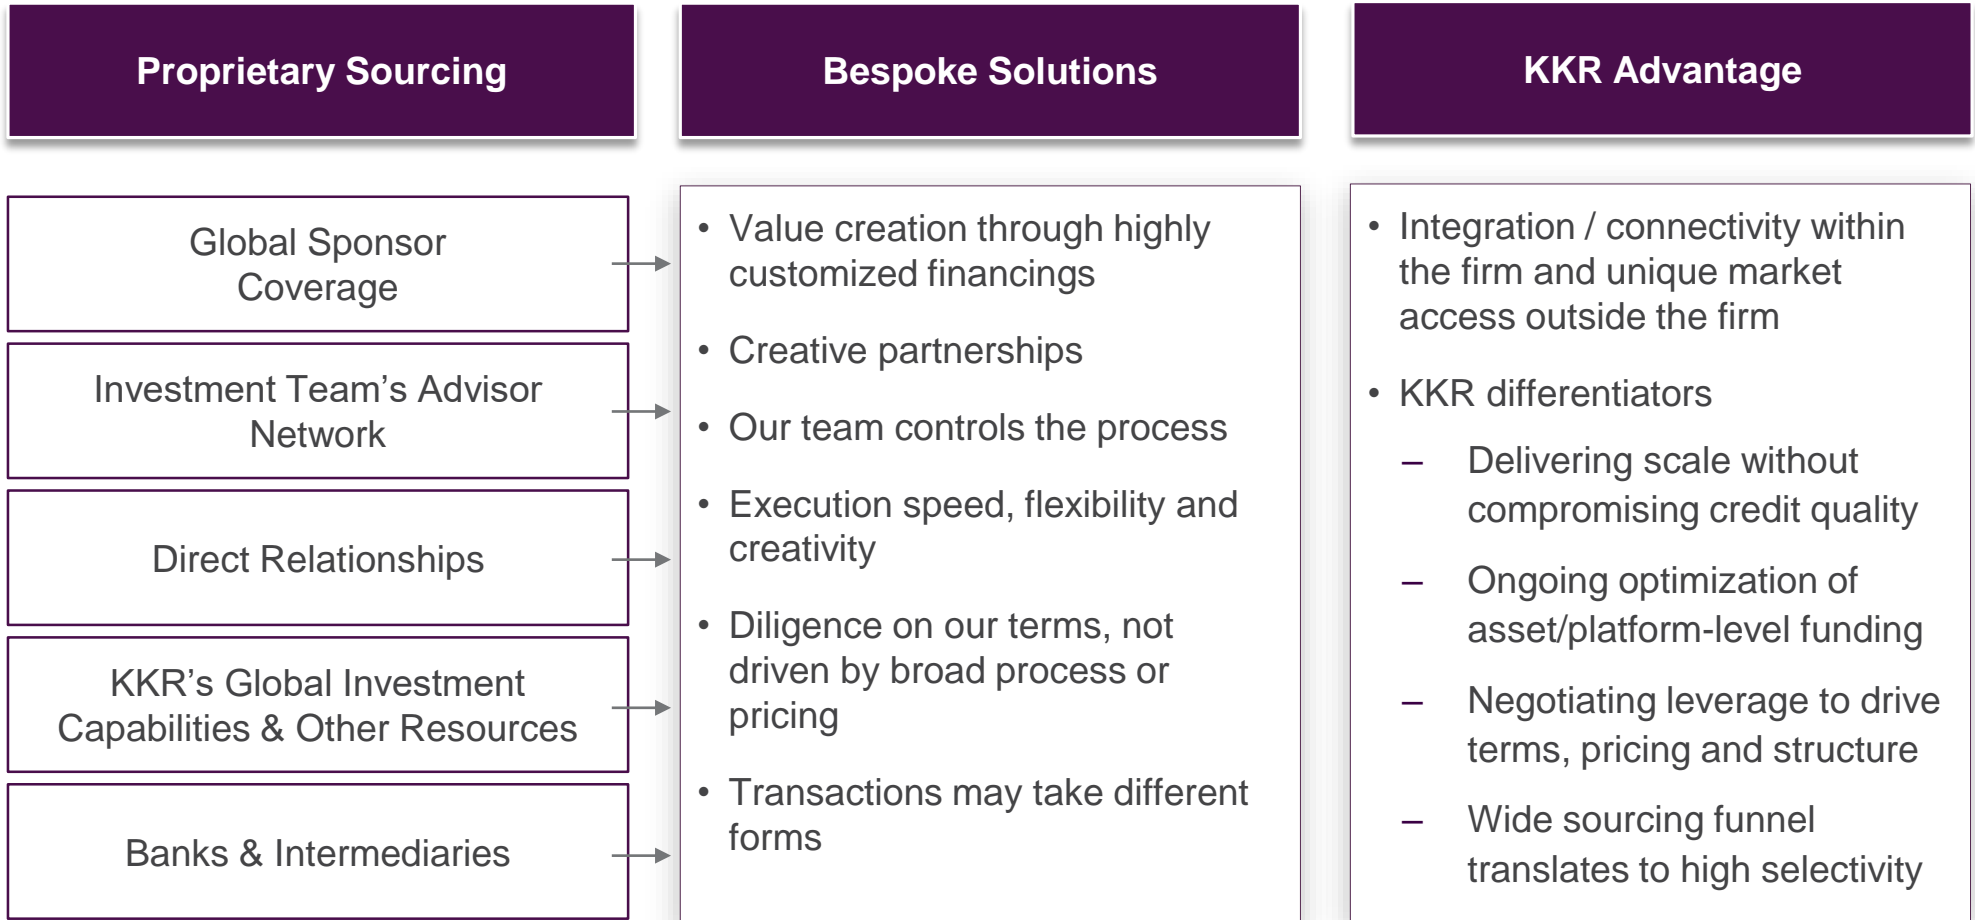 Proprietary Sourcing
Global Sponsor
Coverage
Investment Team’s Advisor
Network
Direct Relationships
KKR’s Global Investment
Capabilities & Other Resources
Banks & Intermediaries
Bespoke Solutions
• Value creation through highly
customized financings
• Creative partnerships
• Our team controls the process
• Execution speed, flexibility and
creativity
• Diligence on our terms, not
driven by broad process or
pricing
• Transactions may take different
forms
KKR Advantage
• Integration / connectivity within
the firm and unique market
access outside the firm
• KKR differentiators
– Delivering scale without
compromising credit quality
– Ongoing optimization of
asset/platform-level funding
– Negotiating leverage to drive
terms, pricing and structure
– Wide sourcing funnel
translates to high selectivity